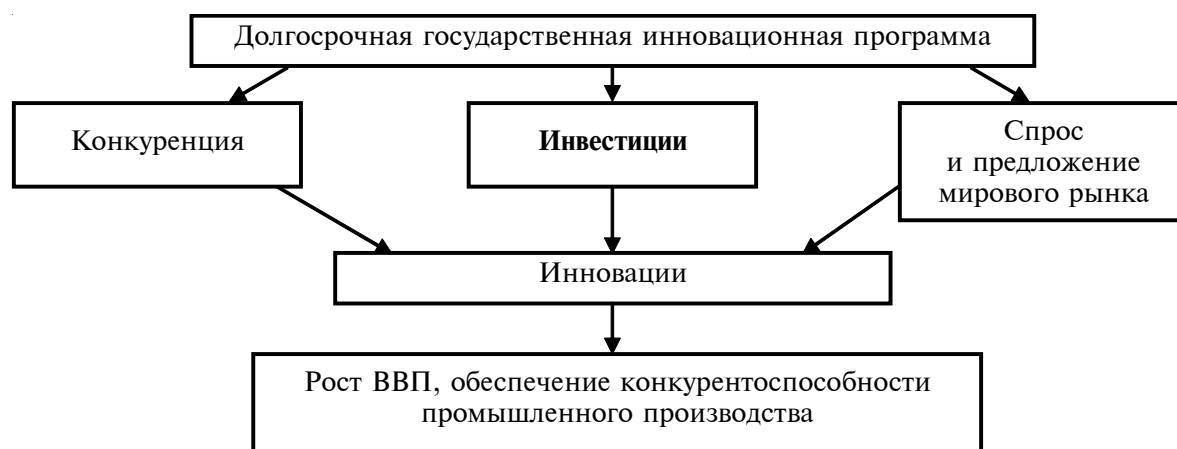 Долгосрочная государственная инновационная программа
Конкуренция
Инвестиции
Спрос
и предложение
мирового рынка
Инновации
Рост ВВП, обеспечение конкурентоспособности
промышленного производства